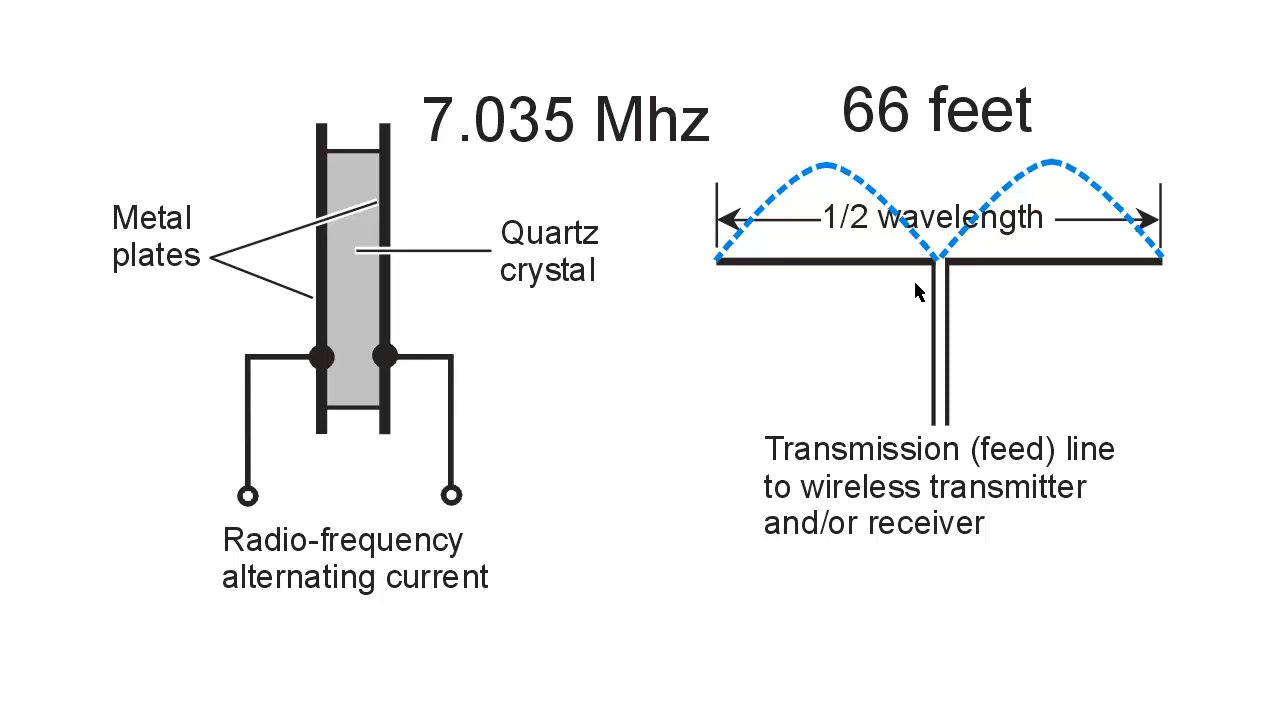 7.035 Mhz
66 feet
Metal
plates
Quartz
crystal
1/2 wavelength
Radio-frequency
alternating current
Transmission (feed) line
to wireless transmitter
and/or receiver